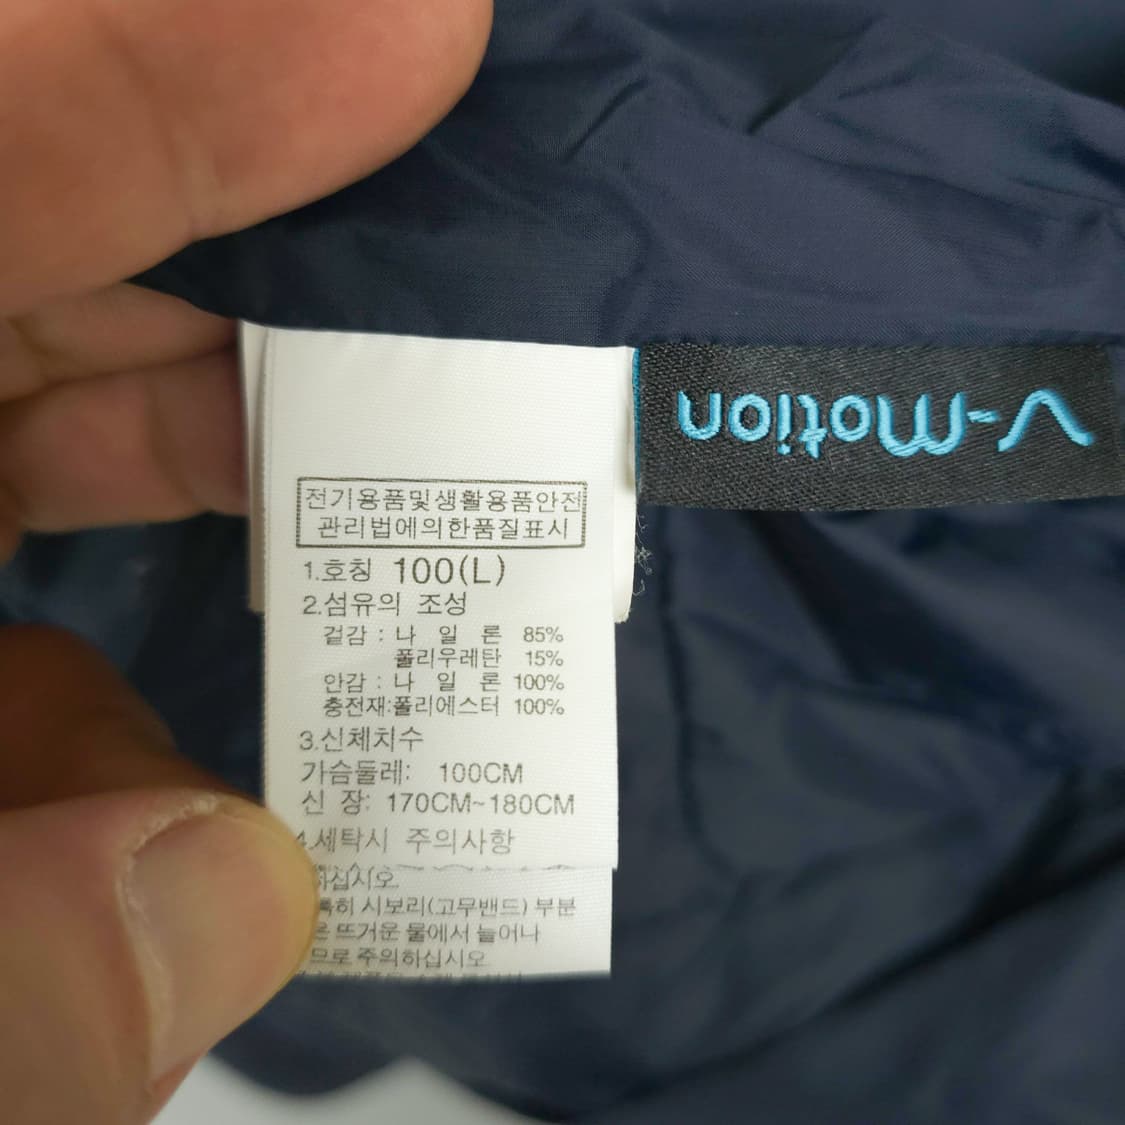 전기용품및생활용품안전
관리법에의한품질표시
1.호칭 100(L)
2.섬유의 조성
겉감 : 나 일 론 85%
폴리우레탄 15%
안감 : 나 일 론 100%
충전재:폴리에스터 100%
3.신체치수
가슴둘레: 100CM
신 장: 170CM~180CM
4.세탁시 주의사항
하십시오
특히 시보리(고무밴드) 부분
은 뜨거운 물에서 늘어나
므로 주의하십시오
V-Motion